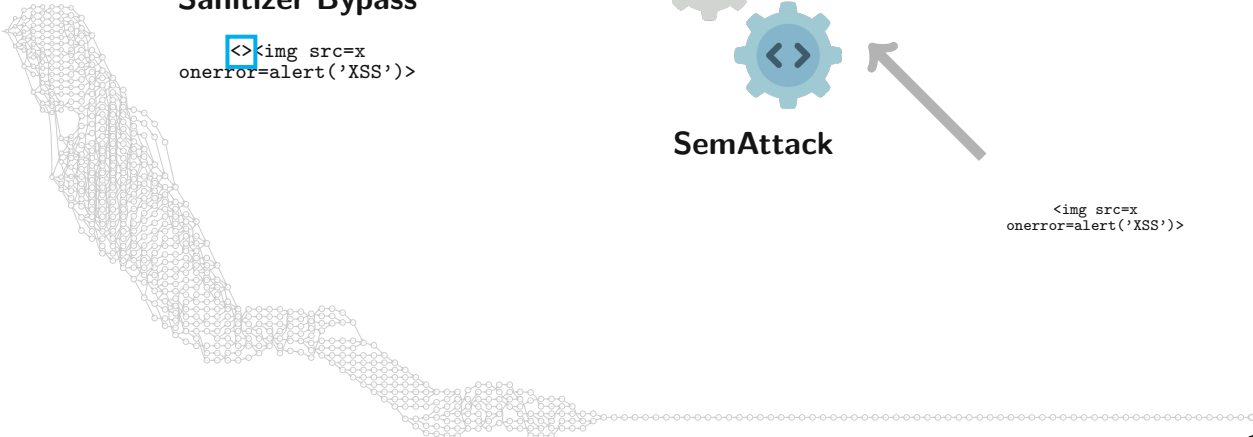 Sanitizer Bypass
<><img src=x
onerror=alert('XSS')>
SemAttack
<img src=x
onerror=alert('XSS')>